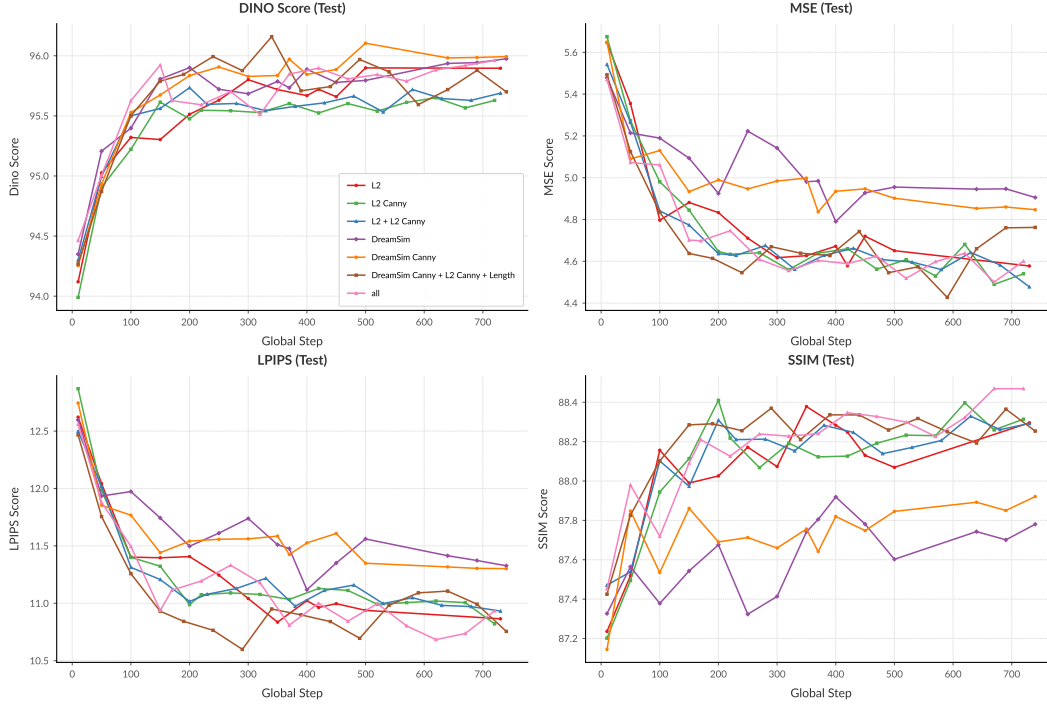 DINO Score (Test)
Dino Score
96.0
95.5
95.0
94.5
94.0
0 100 200 300 400 500 600 700
Global Step
L2
L2 Canny
L2 + L2 Canny
DreamSim
DreamSim Canny
DreamSim Canny + L2 Canny + Length
all
MSE (Test)
MSE Score
5.6
5.4
5.2
5.0
4.8
4.6
4.4
0 100 200 300 400 500 600 700
Global Step
LPIPS (Test)
LPIPS Score
12.5
12.0
11.5
11.0
10.5
0 100 200 300 400 500 600 700
Global Step
SSIM (Test)
SSIM Score
88.4
88.2
88.0
87.8
87.6
87.4
87.2
0 100 200 300 400 500 600 700
Global Step